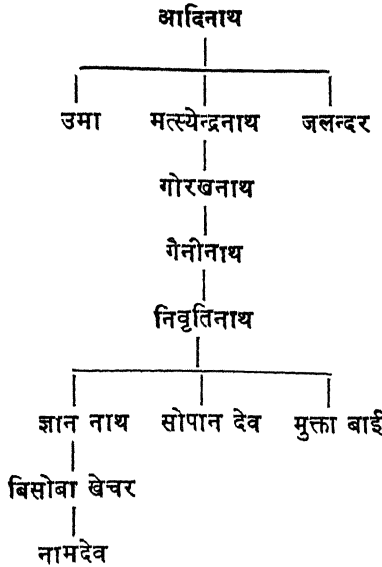 आदिनाथ
उमा मत्स्येन्द्रनाथ जलन्दर
गोरखनाथ
गैनीनाथ
निवृतिनाथ
ज्ञान नाथ सोपान देव मुक्ता बाई
बिसोबा खेचर
नामदेव